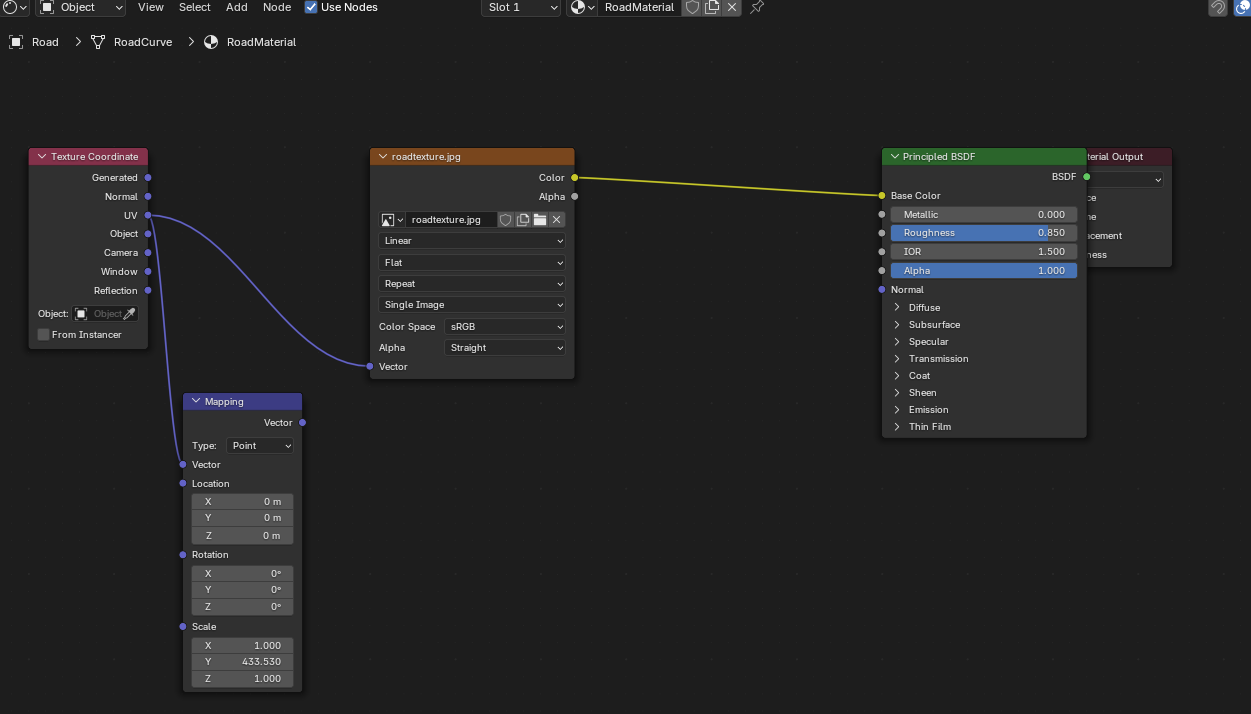 Object View Select Add Node Use Nodes Slot 1 RoadMaterial
Road RoadCurve RoadMaterial
Texture Coordinate
Generated
Normal
UV
Object
Camera
Window
Reflection
Object: Object
From Instancer
Mapping
Vector
Type: Point
Vector
Location
X 0 m
Y 0 m
Z 0 m
Rotation
X 0°
Y 0°
Z 0°
Scale
X 1.000
Y 433.530
Z 1.000
roadtexture.jpg
Color
Alpha
roadtexture.jpg
Linear
Flat
Repeat
Single Image
Color Space sRGB
Alpha Straight
Vector
Principled BSDF
BSDF
Base Color
Metallic 0.000
Roughness 0.850
IOR 1.500
Alpha 1.000
Normal
Diffuse
Subsurface
Specular
Transmission
Coat
Sheen
Emission
Thin Film
terial Output
ce
ne
cement
ness